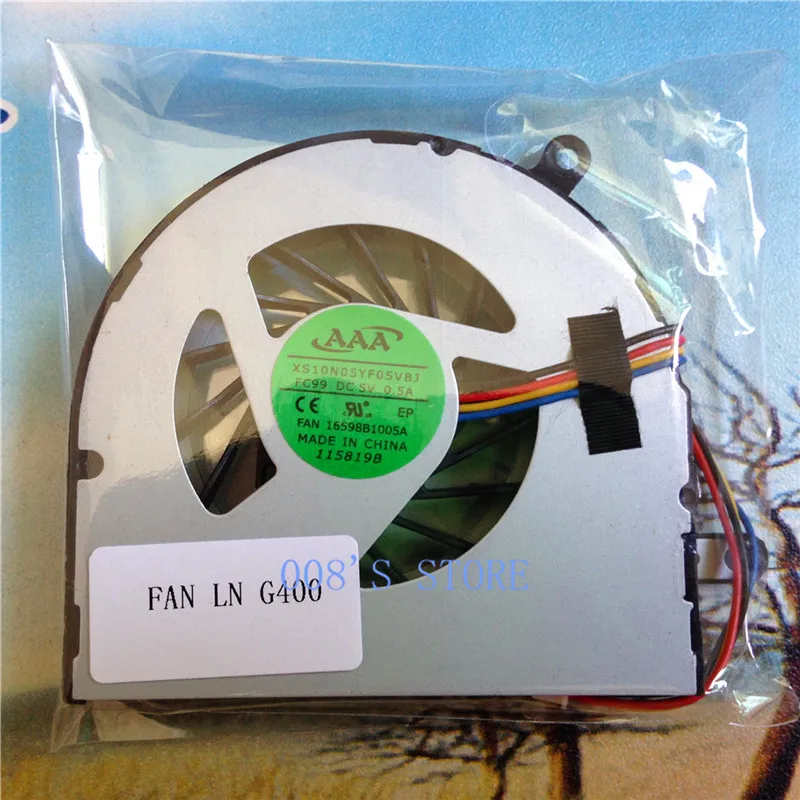 AAA
XS10N05YF05VBJ
FC99 DC 5V 0.5A
CE EP
FAN 16598B1005A
MADE IN CHINA
115819B
008'S STORE
FAN LN G400